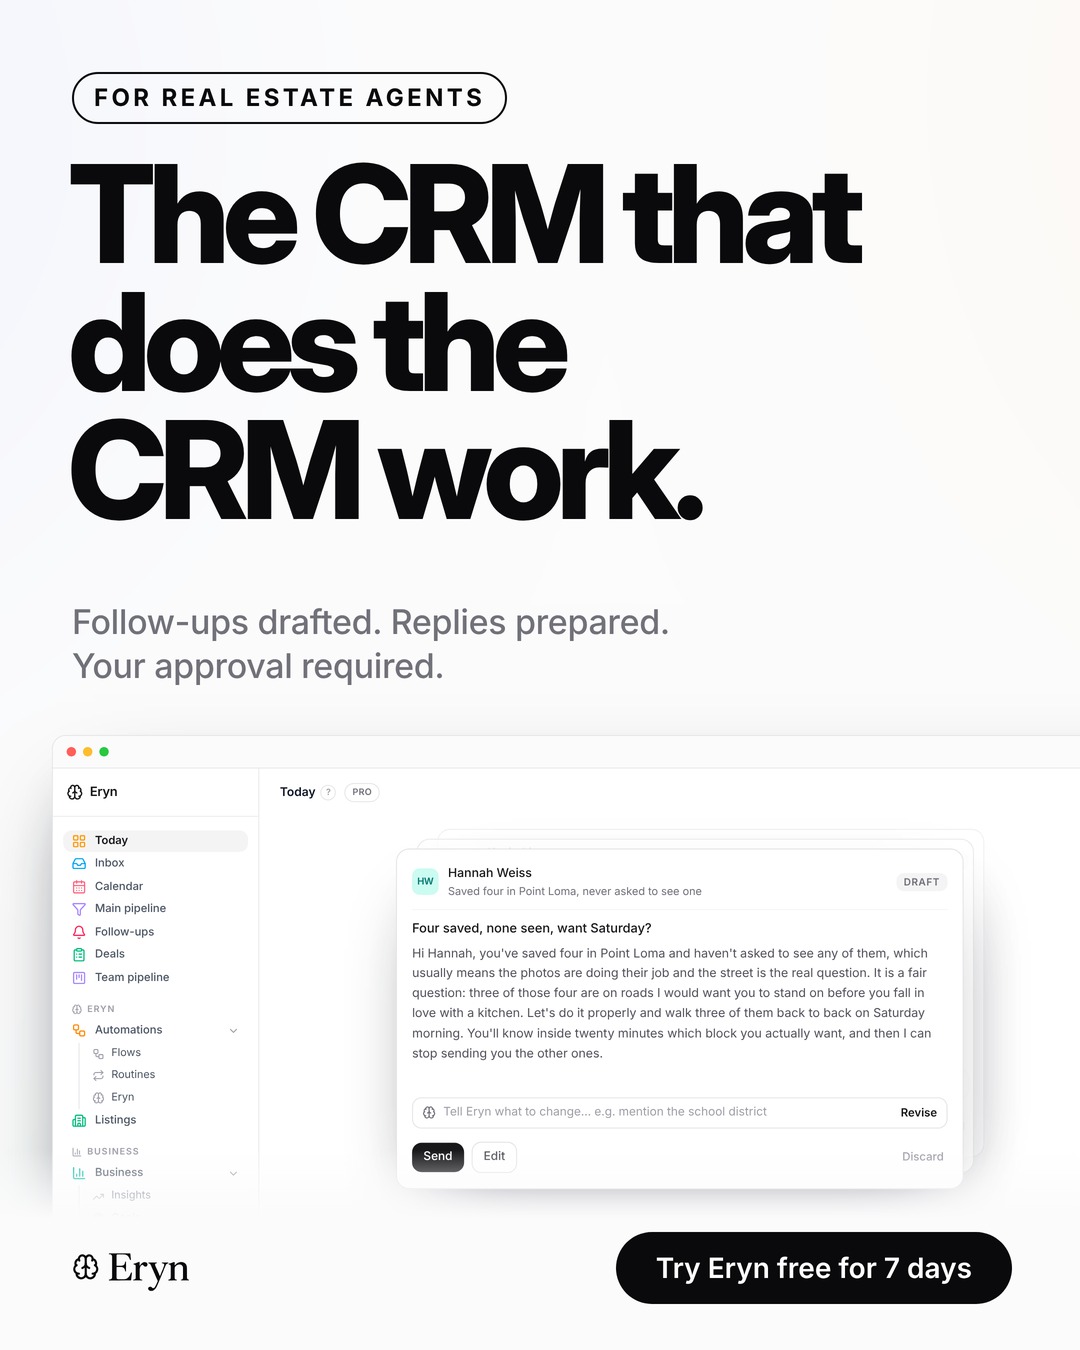 FOR REAL ESTATE AGENTS
The CRM that
does the
CRM work.
Follow-ups drafted. Replies prepared.
Your approval required.
Eryn
Today ? PRO
Today
Inbox
Calendar
Main pipeline
Follow-ups
Deals
Team pipeline
ERYN
Automations
Flows
Routines
Eryn
Listings
BUSINESS
Business
Insights
HW
Hannah Weiss
Saved four in Point Loma, never asked to see one
DRAFT
Four saved, none seen, want Saturday?
Hi Hannah, you've saved four in Point Loma and haven't asked to see any of them, which
usually means the photos are doing their job and the street is the real question. It is a fair
question: three of those four are on roads I would want you to stand on before you fall in
love with a kitchen. Let's do it properly and walk three of them back to back on Saturday
morning. You'll know inside twenty minutes which block you actually want, and then I can
stop sending you the other ones.
Tell Eryn what to change... e.g. mention the school district
Revise
Send
Edit
Discard
Eryn
Try Eryn free for 7 days